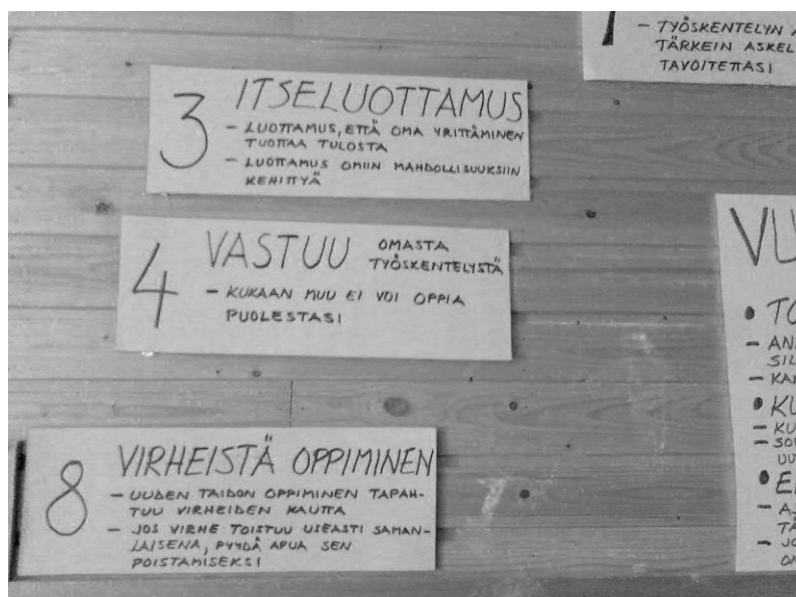 - TYÖSKENTELYN
TÄRKEIN ASKEL
TAVOITETTASI
3 ITSELUOTTAMUS
- LUOTTAMUS, ETTÄ OMA YRITTÄMINEN
TUOTTAA TULOSTA
- LUOTTAMUS OMIIN MAHDOLLISUUKSIIN
KEHITTYÄ
4 VASTUU OMASTA
TYÖSKENTELYSTÄ
- KUKAAN MUU EI VOI OPPIA
PUOLESTASI
8 VIRHEISTÄ OPPIMINEN
- UUDEN TAIDON OPPIMINEN TAPAH-
TUU VIRHEIDEN KAUTTA
- JOS VIRHE TOISTUU USEASTI SAMAN-
LAISENA, PYYDÄ APUA SEN
POISTAMISEKSI